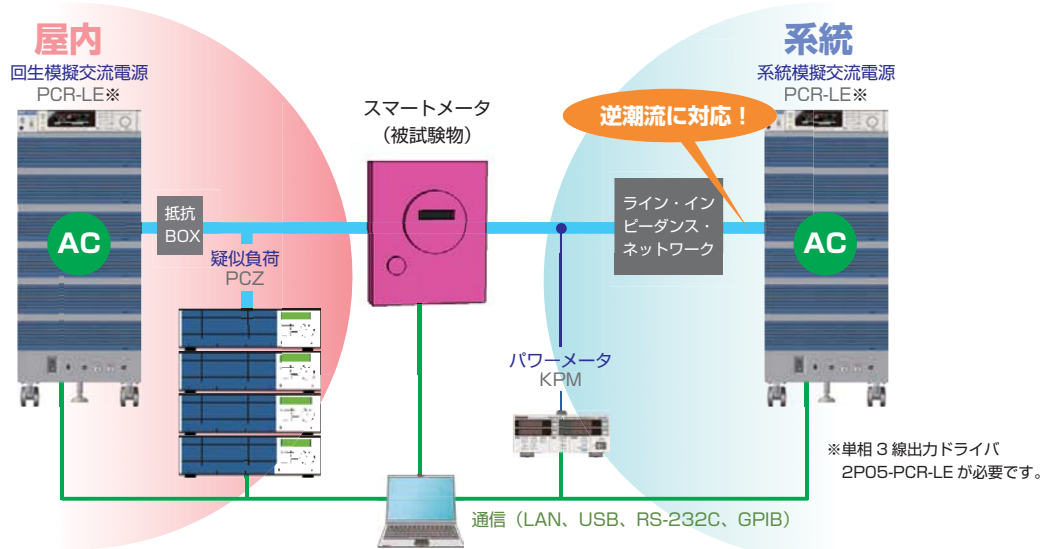 屋内
回生模擬交流電源
PCR-LE※
AC
抵抗
BOX
疑似負荷
PCZ
スマートメータ
（被試験物）
逆潮流に対応！
ライン・イン
ピーダンス・
ネットワーク
系統
系統模擬交流電源
PCR-LE※
AC
パワーメータ
KPM
※単相 3 線出力ドライバ
2P05-PCR-LE が必要です。
通信（LAN、USB、RS-232C、GPIB）